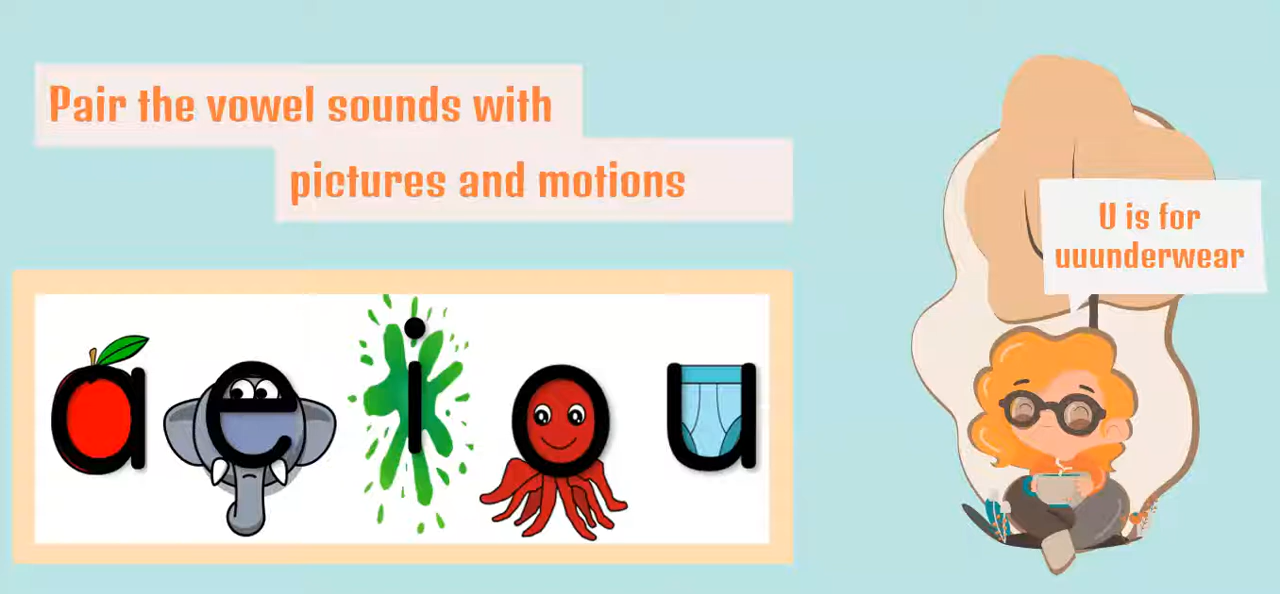 Pair the vowel sounds with
pictures and motions
U is for
uuunderwear
a e i o u